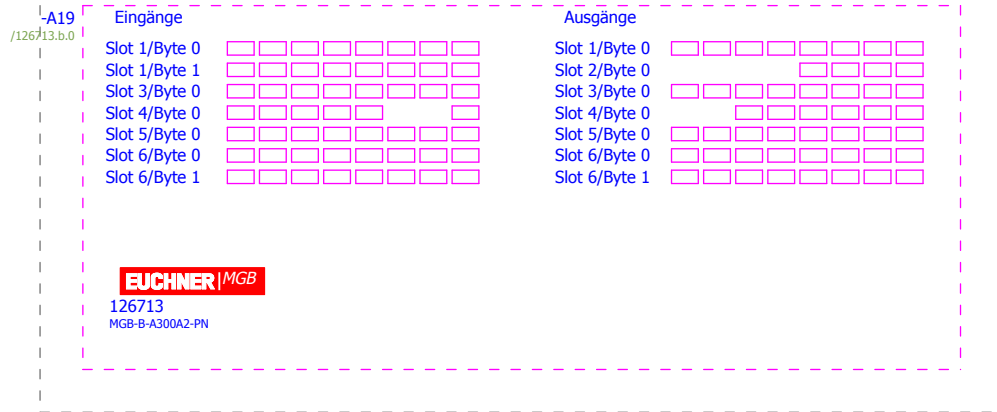 -A19 Eingänge Ausgänge
/126713.b.0
Slot 1/Byte 0 Slot 1/Byte 0
Slot 1/Byte 1 Slot 2/Byte 0
Slot 3/Byte 0 Slot 3/Byte 0
Slot 4/Byte 0 Slot 4/Byte 0
Slot 5/Byte 0 Slot 5/Byte 0
Slot 6/Byte 0 Slot 6/Byte 0
Slot 6/Byte 1 Slot 6/Byte 1
EUCHNER|MGB
126713
MGB-B-A300A2-PN